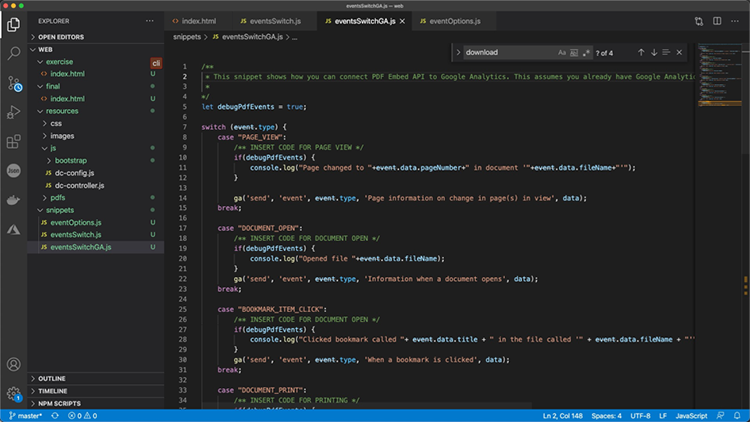 eventsSwitchGA.js — web
EXPLORER
index.html
JS eventsSwitch.js
JS eventsSwitchGA.js
JS eventOptions.js
OPEN EDITORS
snippets > JS eventsSwitchGA.js > ...
WEB
download
Aa
? of 4
exercise
cli
index.html U
final
index.html U
resources
css
images
js
bootstrap
JS dc-config.js U
JS dc-controller.js U
pdfs
snippets
JS eventOptions.js U
JS eventsSwitch.js U
JS eventsSwitchGA.js U
OUTLINE
TIMELINE
NPM SCRIPTS
json
1
1 /**
2 * This snippet shows how you can connect PDF Embed API to Google Analytics. This assumes you already have Google Analytic
3 *
4 */
5 let debugPdfEvents = true;
6
7 switch (event.type) {
8 case "PAGE_VIEW":
9 /** INSERT CODE FOR PAGE VIEW */
10 if(debugPdfEvents) {
11 console.log("Page changed to "+event.data.pageNumber+" in document '"+event.data.fileName+"'");
12 }
13
14 ga('send', 'event', event.type, 'Page information on change in page(s) in view', data);
15 break;
16
17 case "DOCUMENT_OPEN":
18 /** INSERT CODE FOR DOCUMENT OPEN */
19 if(debugPdfEvents) {
20 console.log("Opened file "+event.data.fileName);
21 }
22 ga('send', 'event', event.type, 'Information when a document opens', data);
23 break;
24
25 case "BOOKMARK_ITEM_CLICK":
26 /** INSERT CODE FOR DOCUMENT OPEN */
27 if(debugPdfEvents) {
28 console.log("Clicked bookmark called "+ event.data.title + " in the file called '" + event.data.fileName + "'"
29 }
30 ga('send', 'event', event.type, 'When a bookmark is clicked', data);
31 break;
32
33 case "DOCUMENT_PRINT":
34 /** INSERT CODE FOR PRINTING */
master*
0 0
Ln 2, Col 148
Spaces: 4
UTF-8
LF
JavaScript